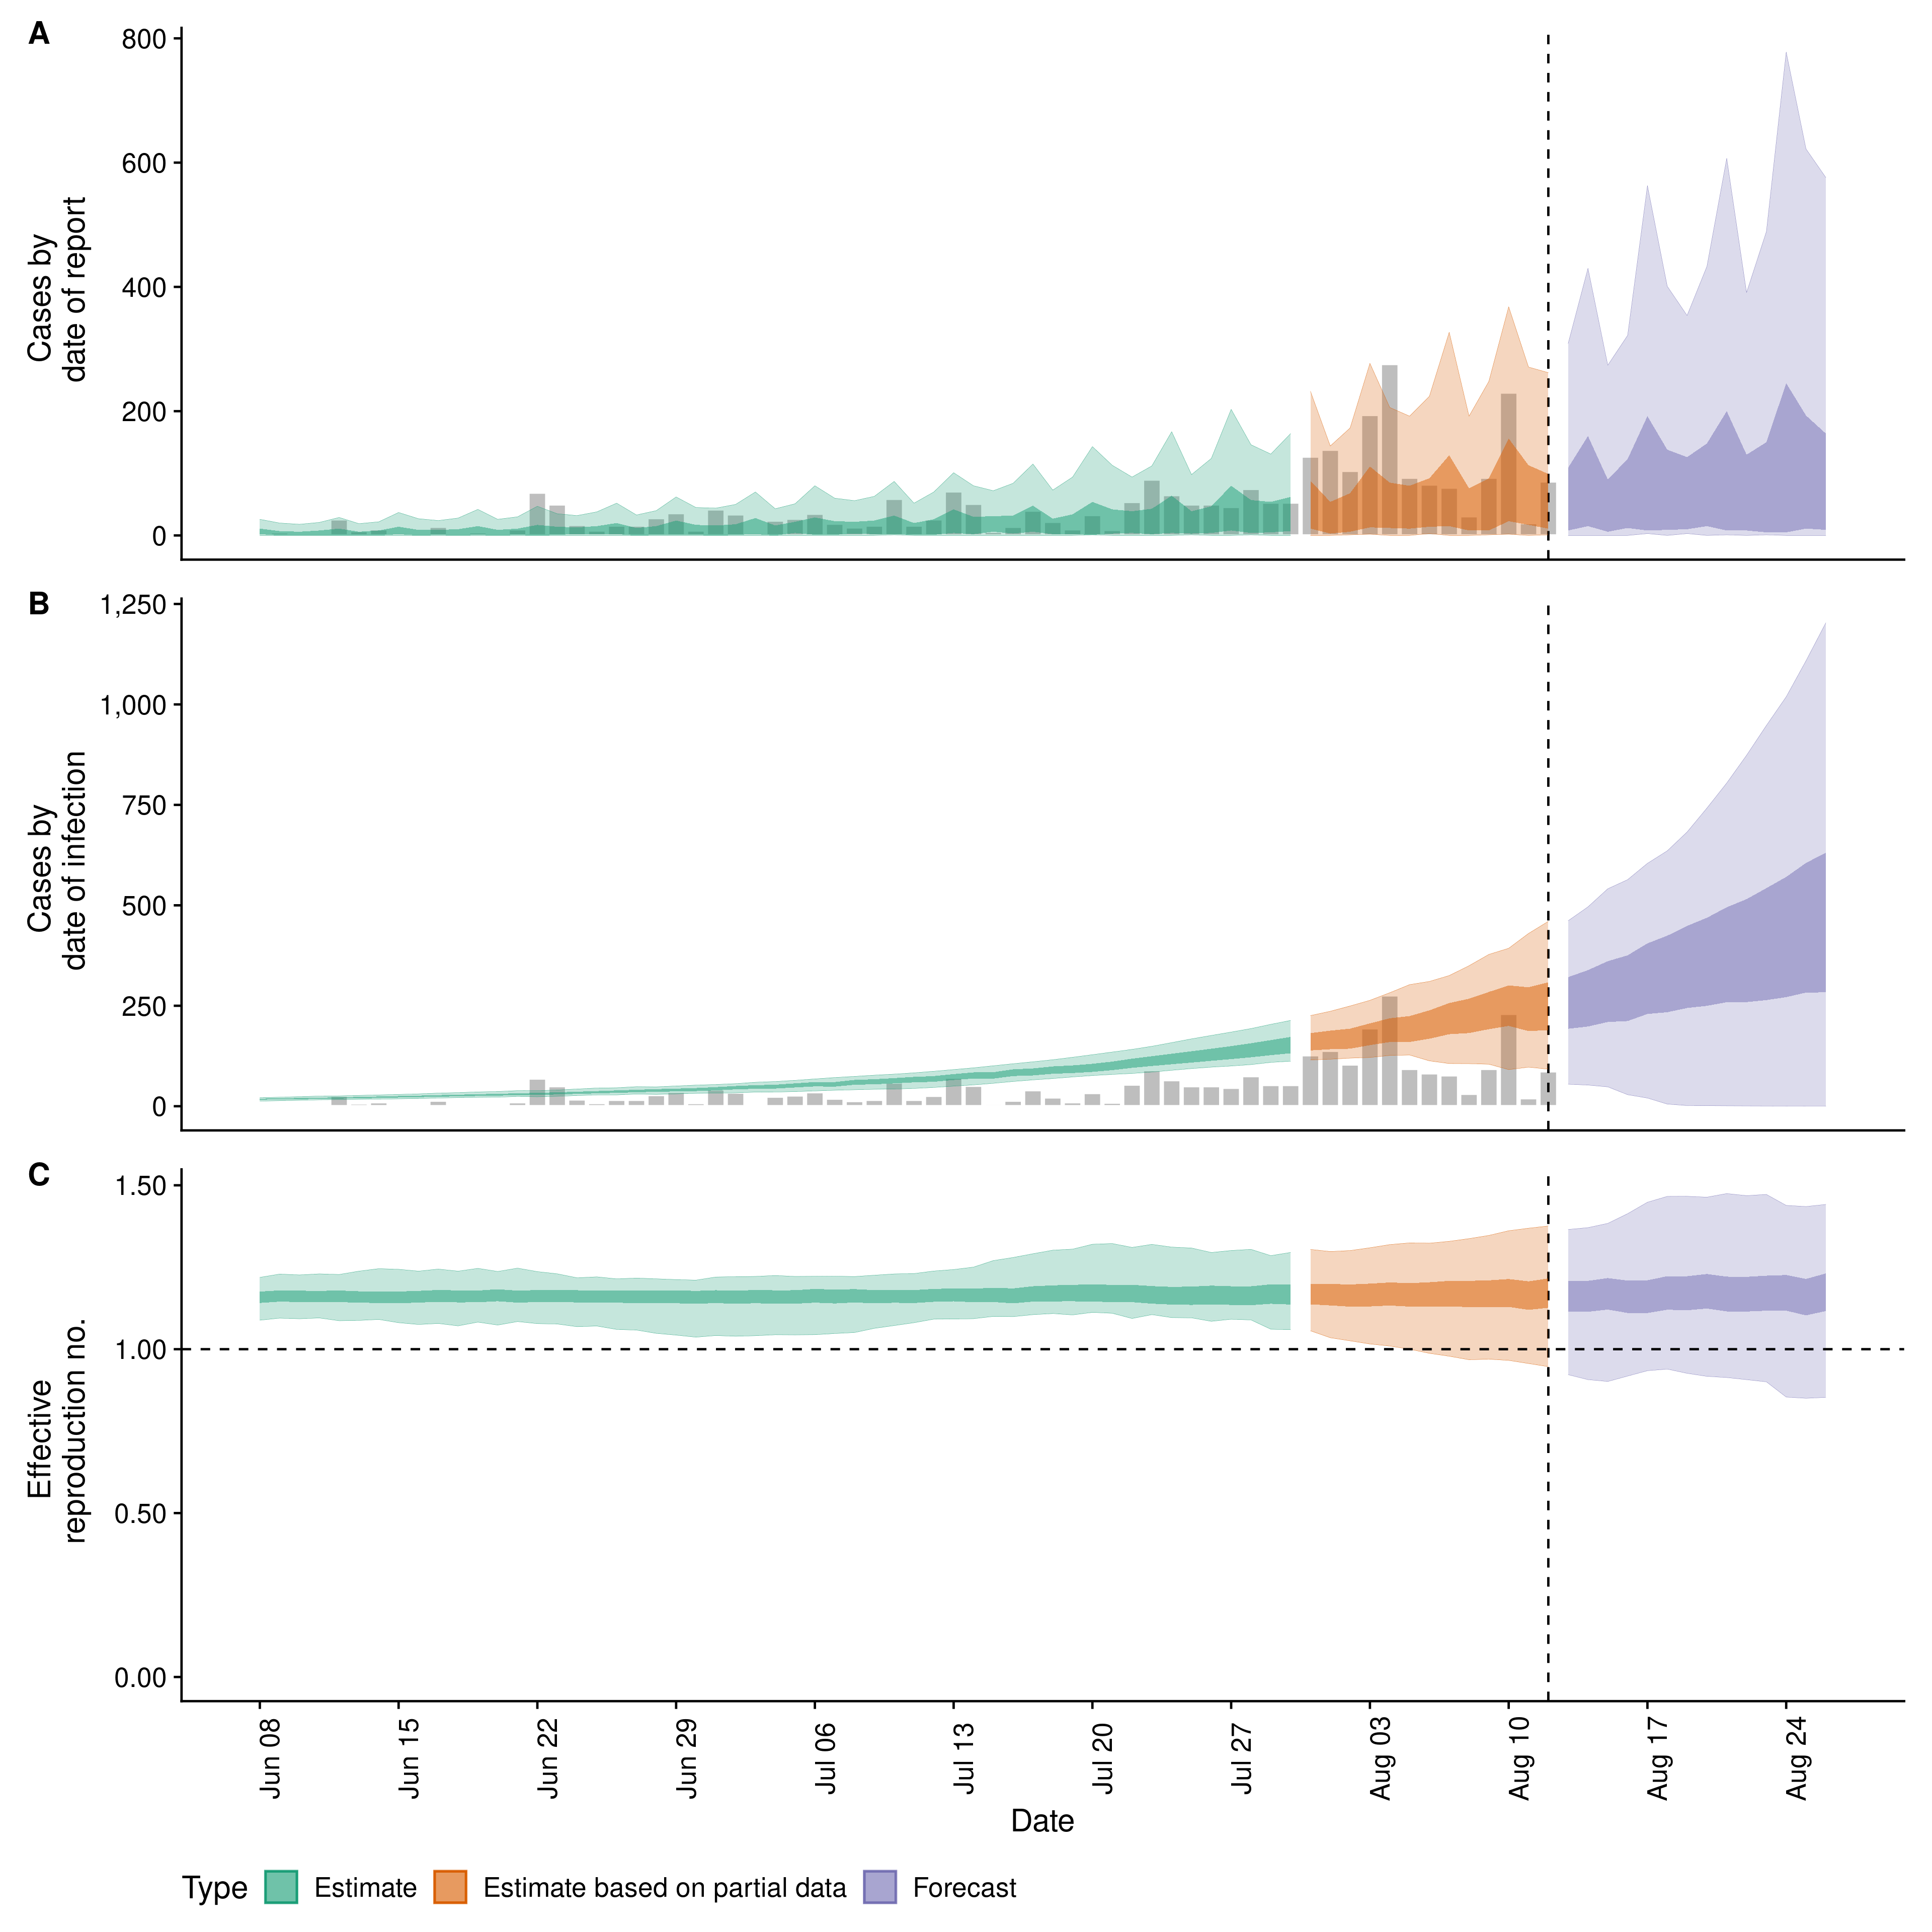 A
800
600
400
200
0
Cases by
date of report
B
1,250
1,000
750
500
250
0
Cases by
date of infection
C
1.50
1.00
0.50
0.00
Effective
reproduction no.
Jun 08
Jun 15
Jun 22
Jun 29
Jul 06
Jul 13
Jul 20
Jul 27
Aug 03
Aug 10
Aug 17
Aug 24
Date
Type Estimate Estimate based on partial data Forecast